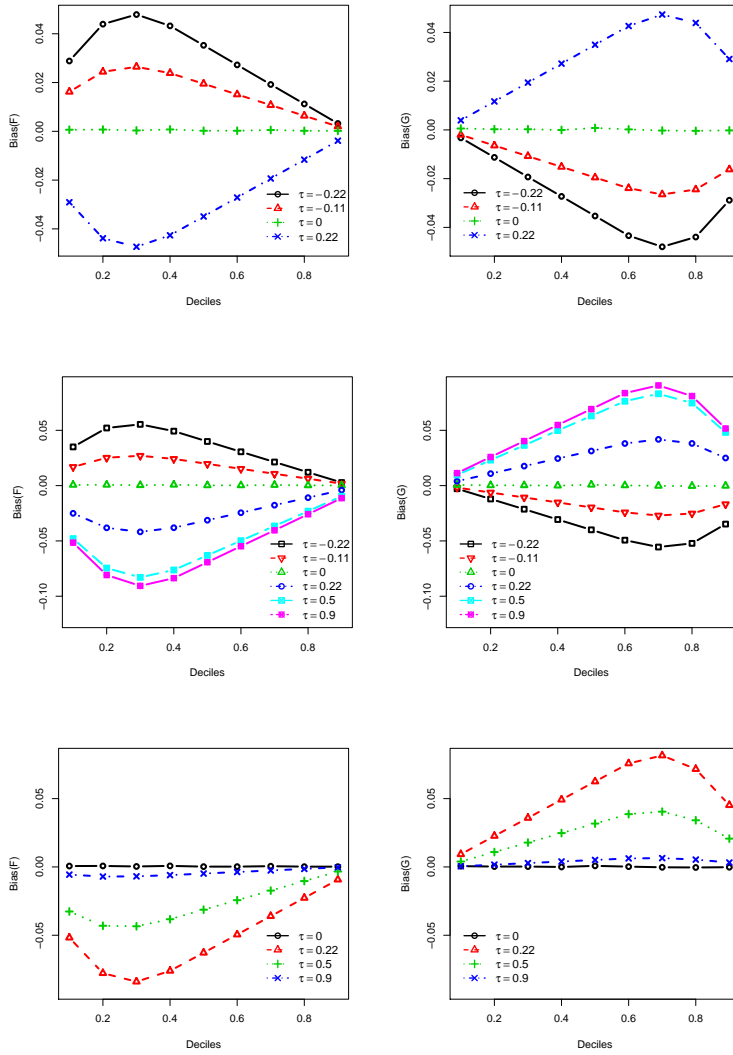 0.04
0.02
0.00
−0.02
−0.04
Bias(F)
τ = −0.22
τ = −0.11
τ = 0
τ = 0.22
0.2 0.4 0.6 0.8
Deciles
0.04
0.02
0.00
−0.02
−0.04
Bias(G)
τ = −0.22
τ = −0.11
τ = 0
τ = 0.22
0.2 0.4 0.6 0.8
Deciles
0.05
0.00
−0.05
−0.10
Bias(F)
τ = −0.22
τ = −0.11
τ = 0
τ = 0.22
τ = 0.5
τ = 0.9
0.2 0.4 0.6 0.8
Deciles
0.05
0.00
−0.05
−0.10
Bias(G)
τ = −0.22
τ = −0.11
τ = 0
τ = 0.22
τ = 0.5
τ = 0.9
0.2 0.4 0.6 0.8
Deciles
0.05
0.00
−0.05
Bias(F)
τ = 0
τ = 0.22
τ = 0.5
τ = 0.9
0.2 0.4 0.6 0.8
Deciles
0.05
0.00
−0.05
Bias(G)
τ = 0
τ = 0.22
τ = 0.5
τ = 0.9
0.2 0.4 0.6 0.8
Deciles